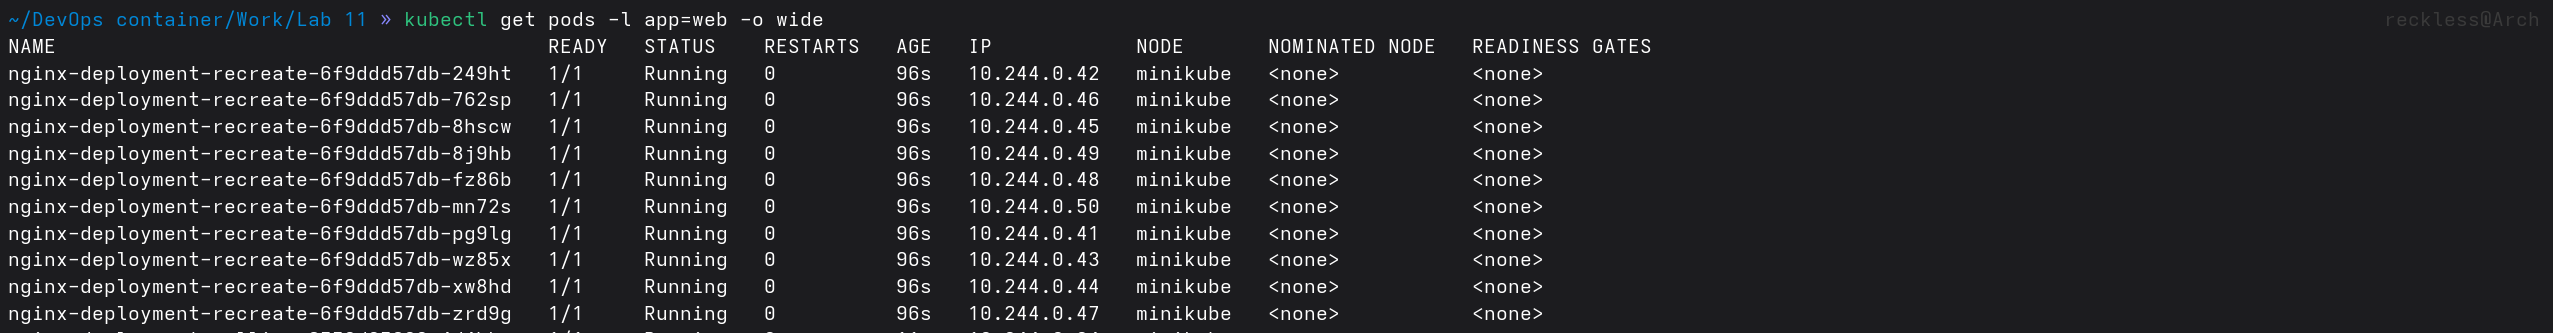 ~/DevOps container/Work/Lab 11 » kubectl get pods -l app=web -o wide reckless@Arch
NAME READY STATUS RESTARTS AGE IP NODE NOMINATED NODE READINESS GATES
nginx-deployment-recreate-6f9ddd57db-249ht 1/1 Running 0 96s 10.244.0.42 minikube <none> <none>
nginx-deployment-recreate-6f9ddd57db-762sp 1/1 Running 0 96s 10.244.0.46 minikube <none> <none>
nginx-deployment-recreate-6f9ddd57db-8hscw 1/1 Running 0 96s 10.244.0.45 minikube <none> <none>
nginx-deployment-recreate-6f9ddd57db-8j9hb 1/1 Running 0 96s 10.244.0.49 minikube <none> <none>
nginx-deployment-recreate-6f9ddd57db-fz86b 1/1 Running 0 96s 10.244.0.48 minikube <none> <none>
nginx-deployment-recreate-6f9ddd57db-mn72s 1/1 Running 0 96s 10.244.0.50 minikube <none> <none>
nginx-deployment-recreate-6f9ddd57db-pg9lg 1/1 Running 0 96s 10.244.0.41 minikube <none> <none>
nginx-deployment-recreate-6f9ddd57db-wz85x 1/1 Running 0 96s 10.244.0.43 minikube <none> <none>
nginx-deployment-recreate-6f9ddd57db-xw8hd 1/1 Running 0 96s 10.244.0.44 minikube <none> <none>
nginx-deployment-recreate-6f9ddd57db-zrd9g 1/1 Running 0 96s 10.244.0.47 minikube <none> <none>